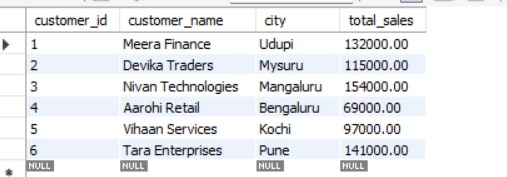 customer_id customer_name city total_sales
1 Meera Finance Udupi 132000.00
2 Devika Traders Mysuru 115000.00
3 Nivan Technologies Mangaluru 154000.00
4 Aarohi Retail Bengaluru 69000.00
5 Vihaan Services Kochi 97000.00
6 Tara Enterprises Pune 141000.00
NULL NULL NULL NULL